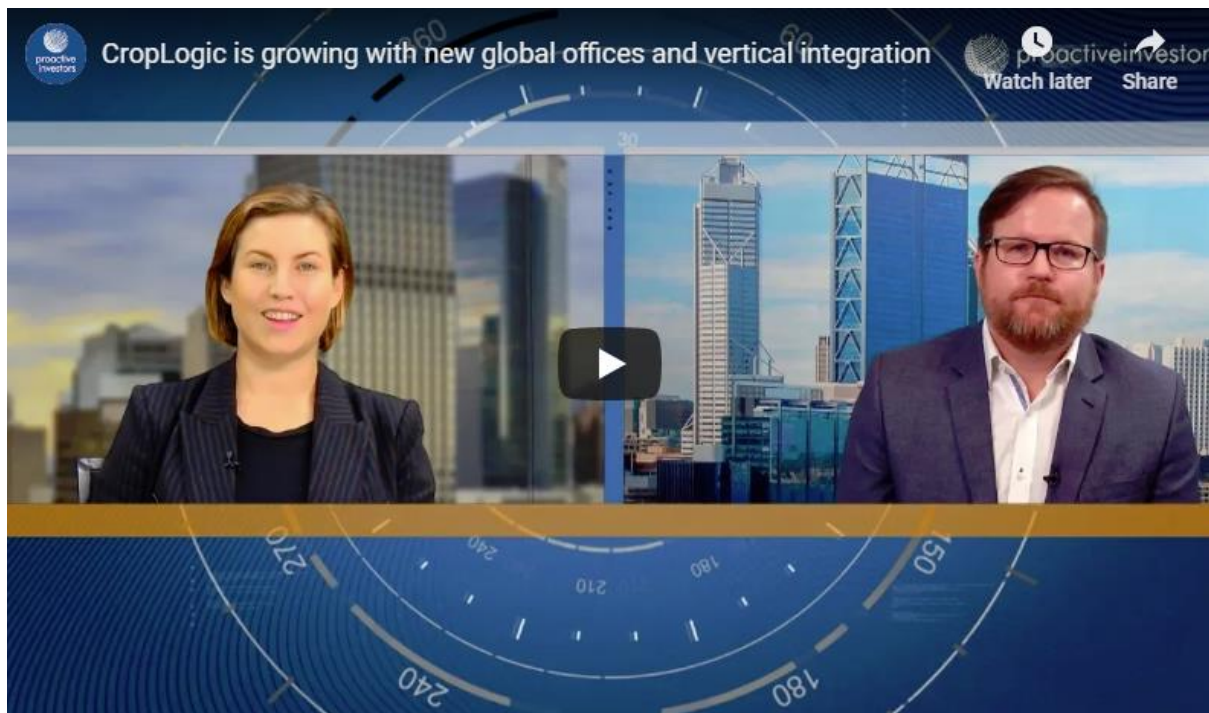 proactive
investors
CropLogic is growing with new global offices and vertical integration
proactiveinvestor
Watch later
Share
360
60
30
270
240
210
180
150
240
180